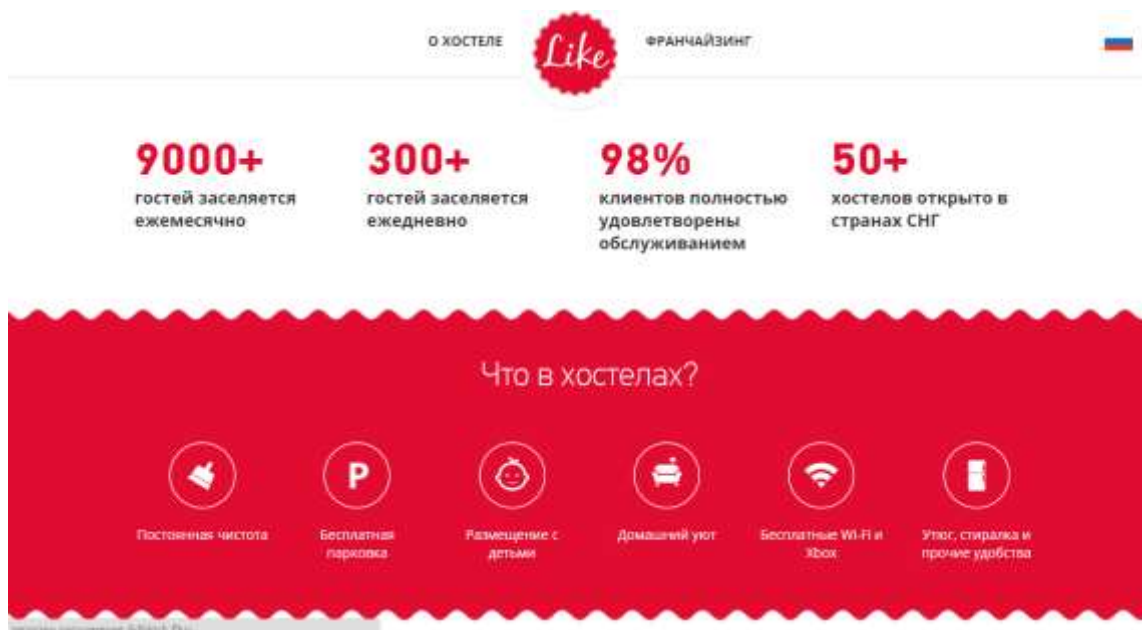 О ХОСТЕЛЕ
Like
ФРАНЧАЙЗИНГ
9000+
гостей заселяется
ежемесячно
300+
гостей заселяется
ежедневно
98%
клиентов полностью
удовлетворены
обслуживанием
50+
хостелов открыто в
странах СНГ
Что в хостелах?
P
Постоянная чистота
Бесплатная
парковка
Размещение с
детьми
Домашний уют
Бесплатные Wi-Fi и
Xbox
Утюг, стиралка и
прочие удобства